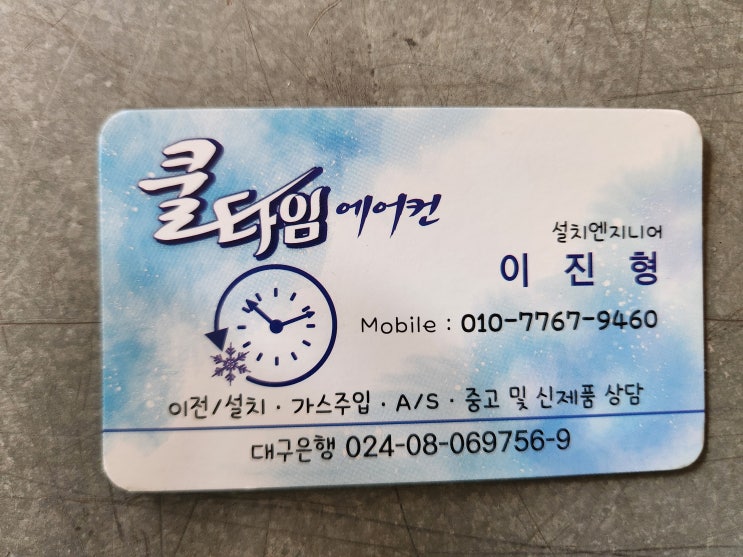 쿨타임 에어컨
설치엔지니어
이 진 형
Mobile : 010-7767-9460
이전/설치 · 가스주입 · A/S · 중고 및 신제품 상담
대구은행 024-08-069756-9